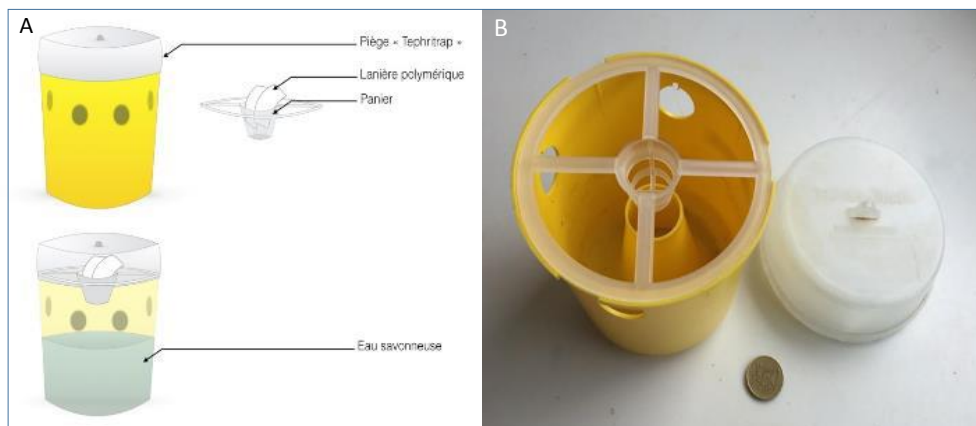 A
Piège « Tephritrap »
Lanière polymérique
Panier
Eau savonneuse
B